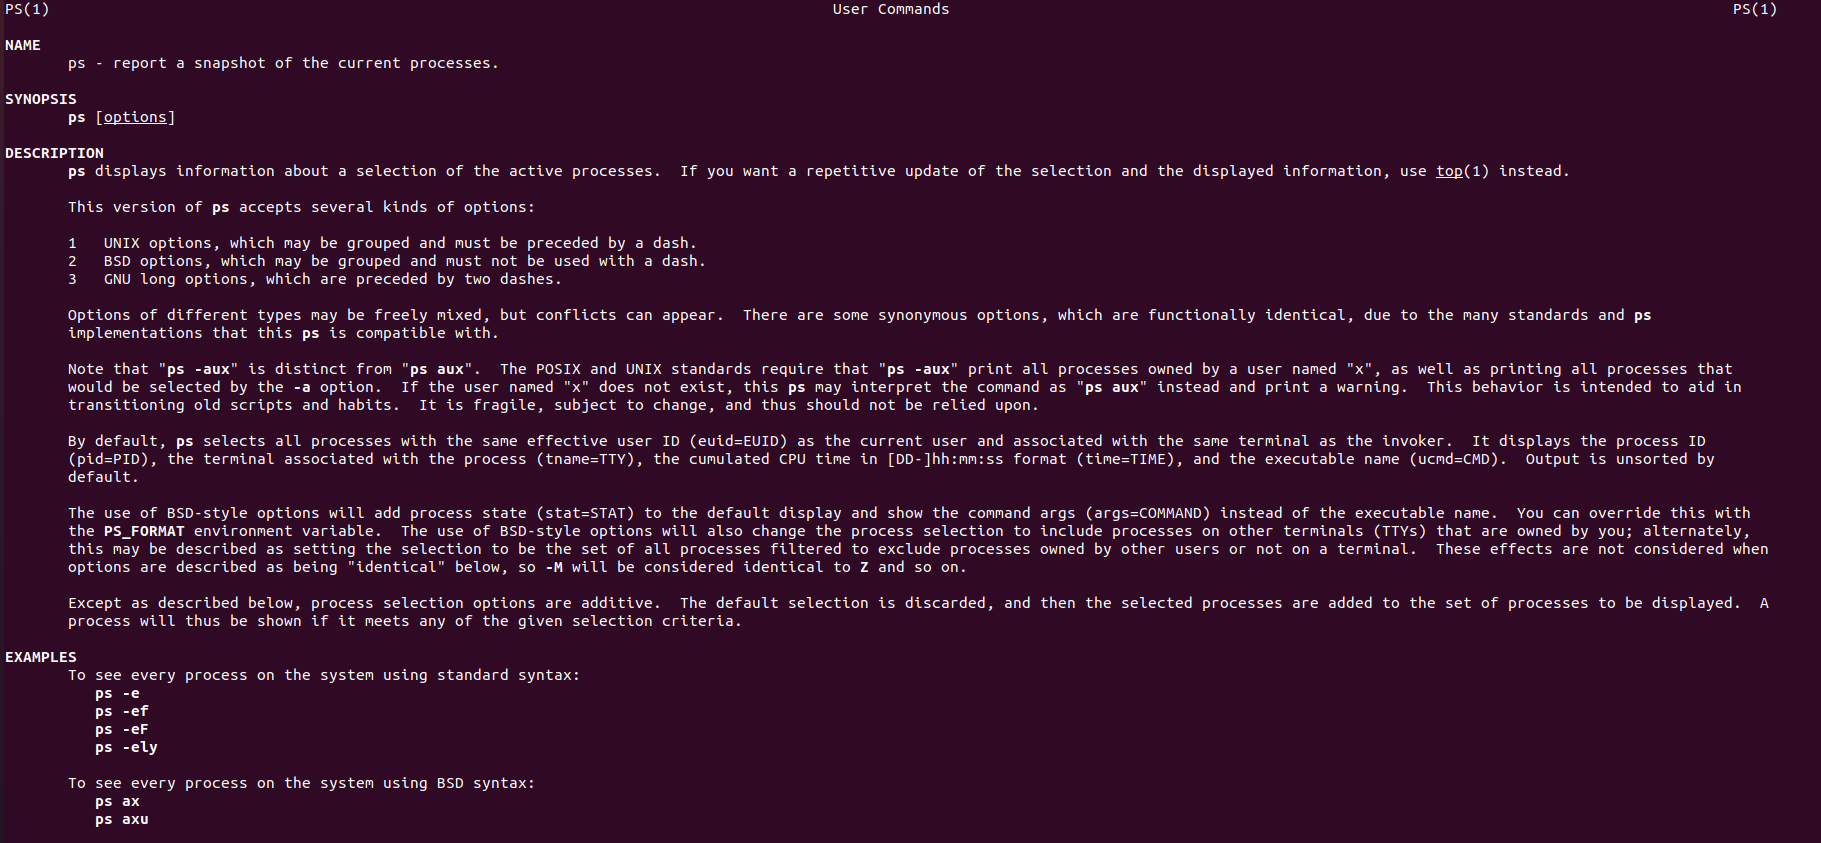 PS(1) User Commands PS(1)
NAME
ps - report a snapshot of the current processes.
SYNOPSIS
ps [options]
DESCRIPTION
ps displays information about a selection of the active processes.  If you want a repetitive update of the selection and the displayed information, use top(1) instead.
This version of ps accepts several kinds of options:
1   UNIX options, which may be grouped and must be preceded by a dash.
2   BSD options, which may be grouped and must not be used with a dash.
3   GNU long options, which are preceded by two dashes.
Options of different types may be freely mixed, but conflicts can appear.  There are some synonymous options, which are functionally identical, due to the many standards and ps
implementations that this ps is compatible with.
Note that "ps -aux" is distinct from "ps aux".  The POSIX and UNIX standards require that "ps -aux" print all processes owned by a user named "x", as well as printing all processes that
would be selected by the -a option.  If the user named "x" does not exist, this ps may interpret the command as "ps aux" instead and print a warning.  This behavior is intended to aid in
transitioning old scripts and habits.  It is fragile, subject to change, and thus should not be relied upon.
By default, ps selects all processes with the same effective user ID (euid=EUID) as the current user and associated with the same terminal as the invoker.  It displays the process ID
(pid=PID), the terminal associated with the process (tname=TTY), the cumulated CPU time in [DD-]hh:mm:ss format (time=TIME), and the executable name (ucmd=CMD).  Output is unsorted by
default.
The use of BSD-style options will add process state (stat=STAT) to the default display and show the command args (args=COMMAND) instead of the executable name.  You can override this with
the PS_FORMAT environment variable.  The use of BSD-style options will also change the process selection to include processes on other terminals (TTYs) that are owned by you; alternately,
this may be described as setting the selection to be the set of all processes filtered to exclude processes owned by other users or not on a terminal.  These effects are not considered when
options are described as being "identical" below, so -M will be considered identical to Z and so on.
Except as described below, process selection options are additive.  The default selection is discarded, and then the selected processes are added to the set of processes to be displayed.  A
process will thus be shown if it meets any of the given selection criteria.
EXAMPLES
To see every process on the system using standard syntax:
ps -e
ps -ef
ps -eF
ps -ely
To see every process on the system using BSD syntax:
ps ax
ps axu